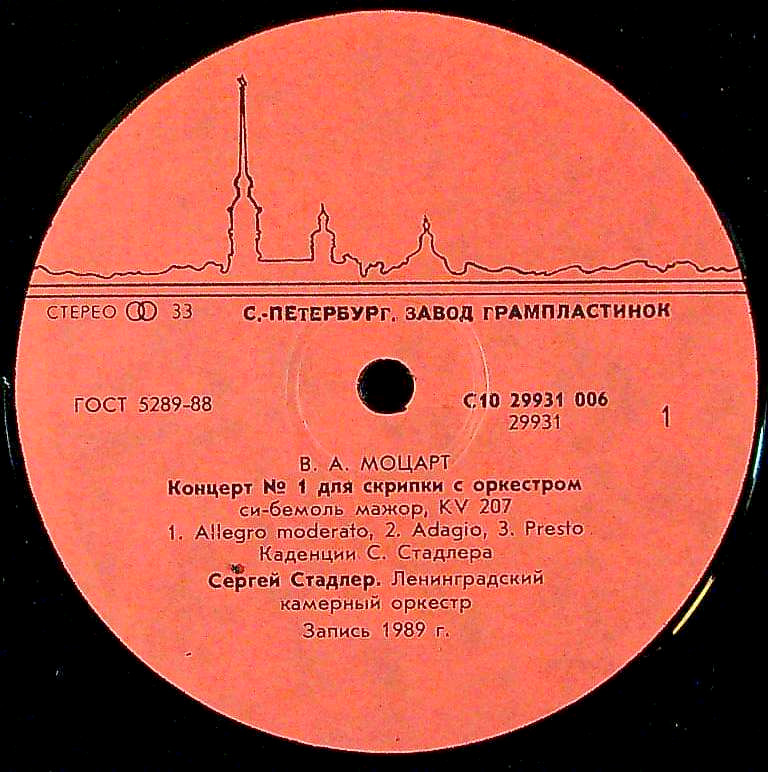 СТЕРЕО 33 С.-ПЕТЕРБУРГ. ЗАВОД ГРАМПЛАСТИНОК
ГОСТ 5289-88
С10 29931 006
29931
1
В. А. МОЦАРТ
Концерт № 1 для скрипки с оркестром
си-бемоль мажор, KV 207
1. Allegro moderato, 2. Adagio, 3. Presto
Каденции С. Стадлера
Сергей Стадлер. Ленинградский
камерный оркестр
Запись 1989 г.